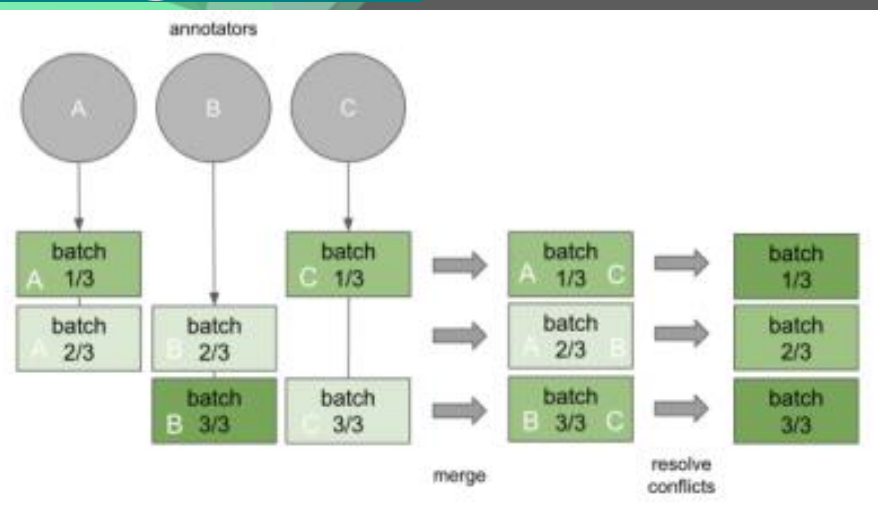 annotators
A
B
C
batch
A 1/3
batch
C 1/3
batch
A 1/3 C
batch
1/3
batch
A 2/3
batch
B 2/3
batch
A 2/3 B
batch
2/3
batch
B 3/3
batch
C 3/3
batch
B 3/3 C
batch
3/3
merge
resolve
conflicts